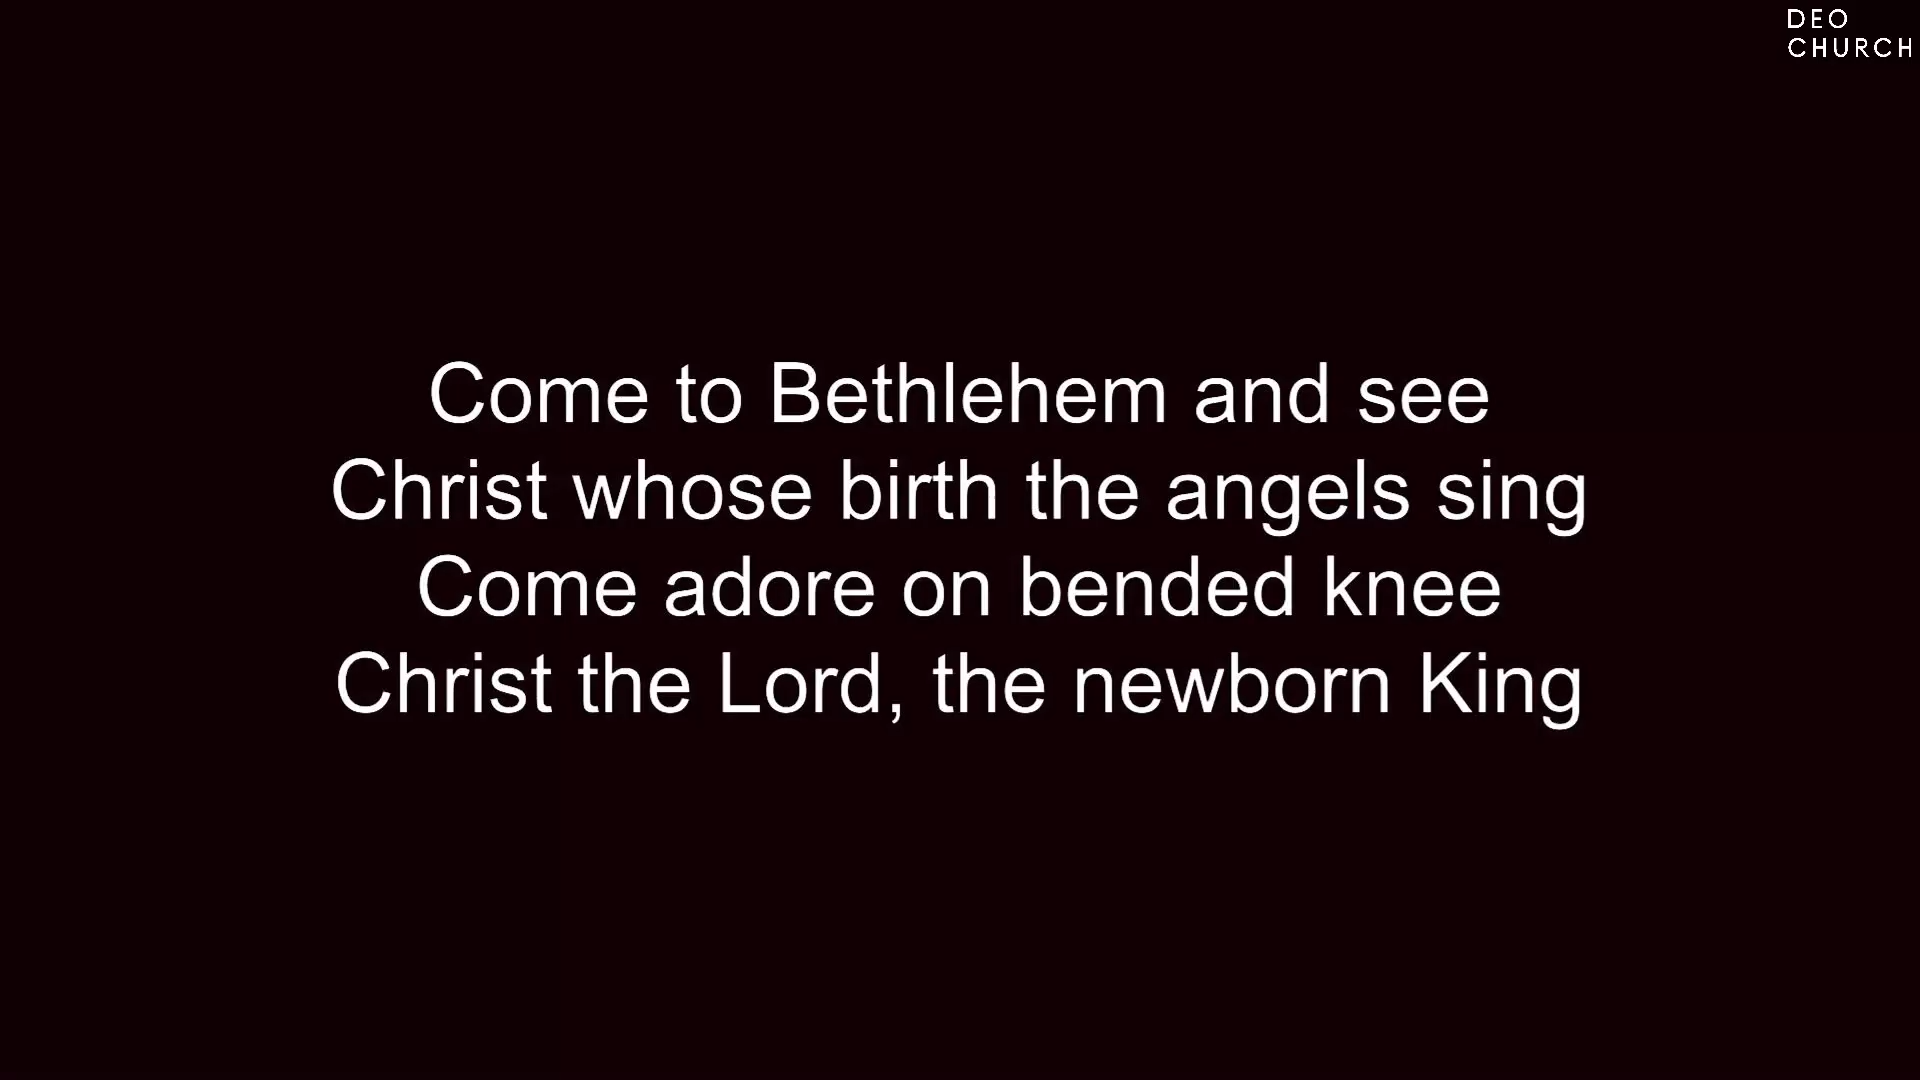 DEO
CHURCH
Come to Bethlehem and see
Christ whose birth the angels sing
Come adore on bended knee
Christ the Lord, the newborn King